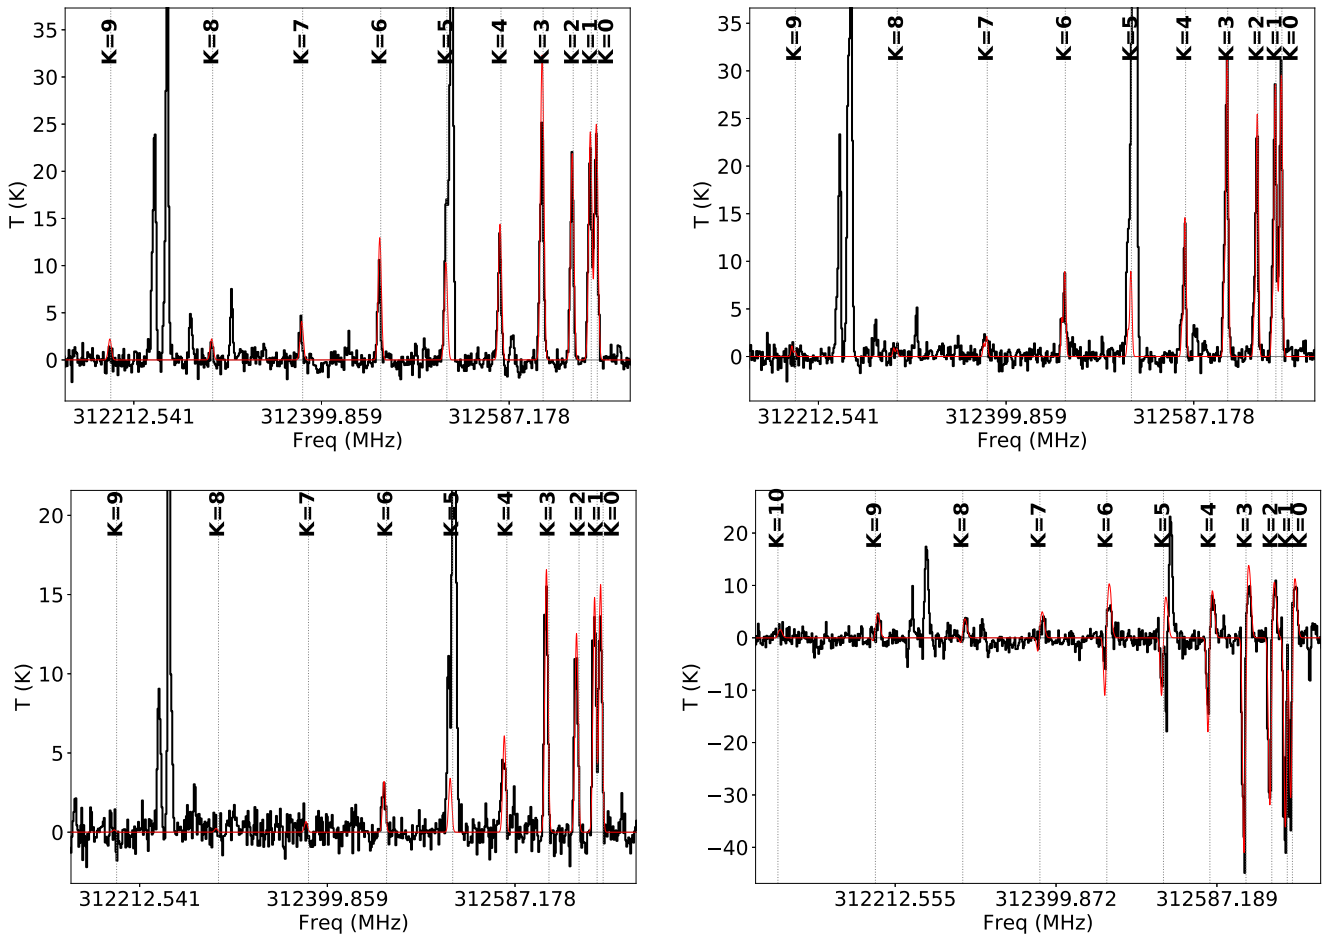 K=9 K=8 K=7 K=6 K=5 K=4 K=3 K=2 K=1 K=0
35
30
25
20
15
10
5
0
T (K)
312212.541 312399.859 312587.178
Freq (MHz)
K=9 K=8 K=7 K=6 K=5 K=4 K=3 K=2 K=1 K=0
35
30
25
20
15
10
5
0
T (K)
312212.541 312399.859 312587.178
Freq (MHz)
K=9 K=8 K=7 K=6 K=5 K=4 K=3 K=2 K=1 K=0
20
15
10
5
0
T (K)
312212.541 312399.859 312587.178
Freq (MHz)
K=10 K=9 K=8 K=7 K=6 K=5 K=4 K=3 K=2 K=1 K=0
20
10
0
−10
−20
−30
−40
T (K)
312212.555 312399.872 312587.189
Freq (MHz)